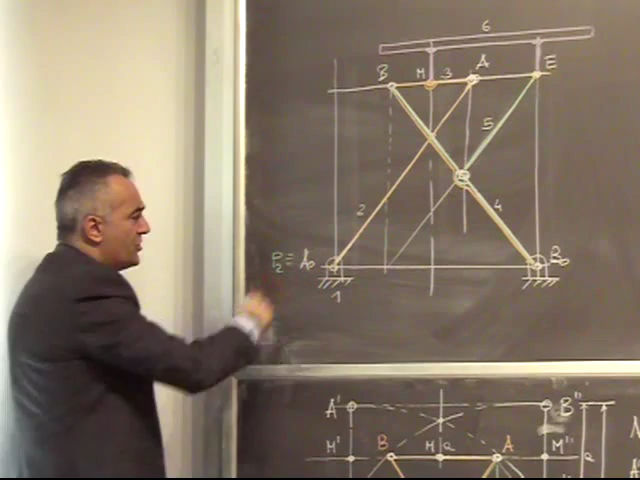 6
B M 3 A E
5
2 4
P2 ≡ A0 B0
1
A' B''
M' B M A M''